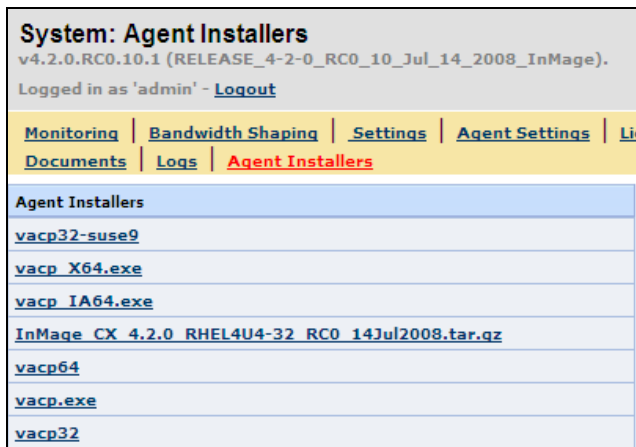 System: Agent Installers
v4.2.0.RC0.10.1 (RELEASE_4-2-0_RC0_10_Jul_14_2008_InMage).
Logged in as 'admin' - Logout
Monitoring | Bandwidth Shaping | Settings | Agent Settings | Li
Documents | Logs | Agent Installers
Agent Installers
vacp32-suse9
vacp_X64.exe
vacp_IA64.exe
InMage_CX_4.2.0_RHEL4U4-32_RC0_14Jul2008.tar.gz
vacp64
vacp.exe
vacp32